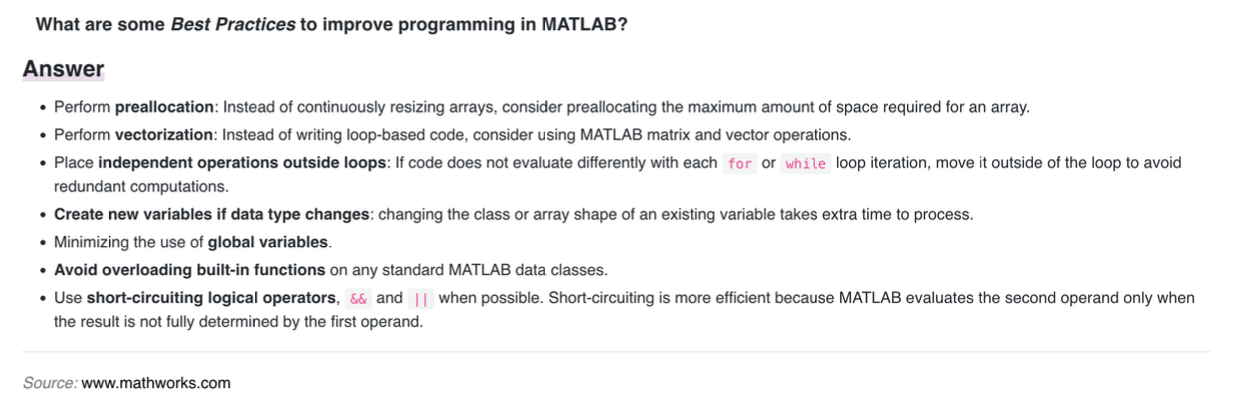 What are some Best Practices to improve programming in MATLAB?
Answer
• Perform preallocation: Instead of continuously resizing arrays, consider preallocating the maximum amount of space required for an array.
• Perform vectorization: Instead of writing loop-based code, consider using MATLAB matrix and vector operations.
• Place independent operations outside loops: If code does not evaluate differently with each for or while loop iteration, move it outside of the loop to avoid
redundant computations.
• Create new variables if data type changes: changing the class or array shape of an existing variable takes extra time to process.
• Minimizing the use of global variables.
• Avoid overloading built-in functions on any standard MATLAB data classes.
• Use short-circuiting logical operators, && and || when possible. Short-circuiting is more efficient because MATLAB evaluates the second operand only when
the result is not fully determined by the first operand.
Source: www.mathworks.com